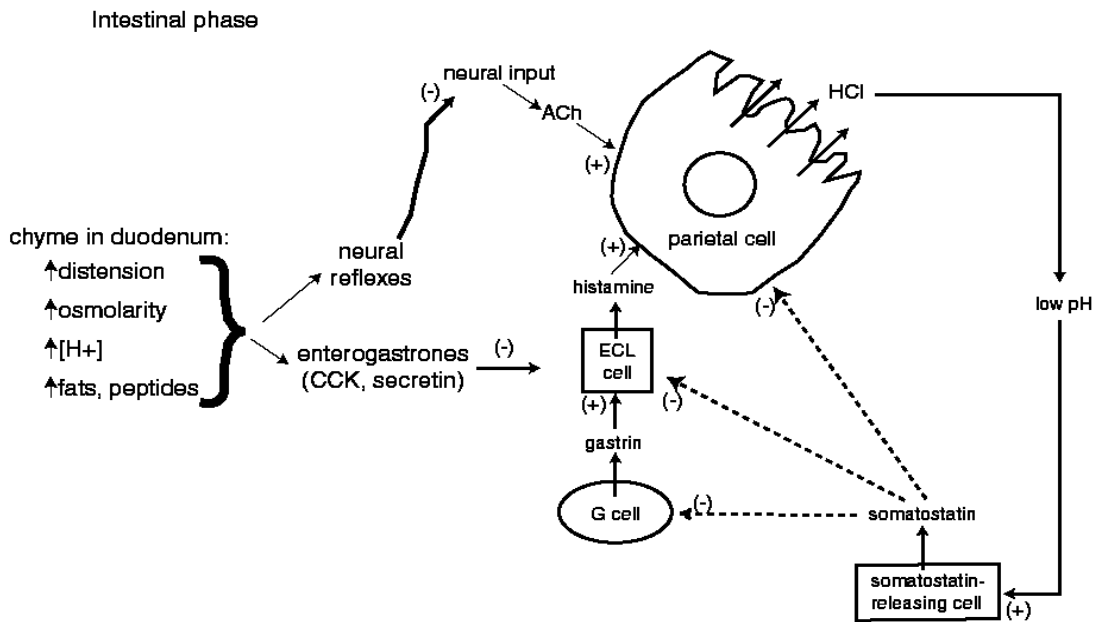 Intestinal phase
neural input
(-)
ACh
(+)
HCl
parietal cell
(+)
chyme in duodenum:
↑distension
↑osmolarity
↑[H+]
↑fats, peptides
neural
reflexes
enterogastrones
(CCK, secretin)
(-)
histamine
ECL
cell
(+)
(-)
(-)
low pH
gastrin
G cell
(-)
somatostatin
somatostatin-
releasing cell
(+)